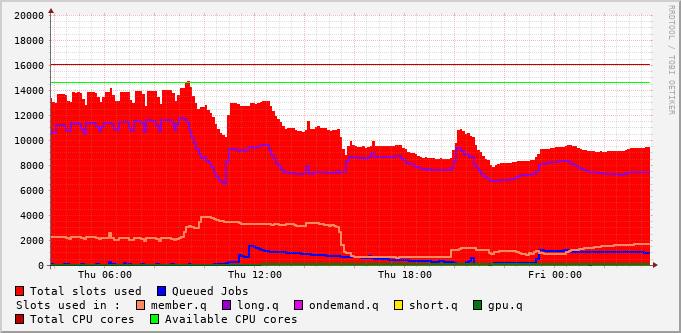 20000
18000
16000
14000
12000
10000
8000
6000
4000
2000
0
Thu 06:00 Thu 12:00 Thu 18:00 Fri 00:00
RRDTOOL / TOBI OETIKER
Total slots used Queued Jobs
Slots used in : member.q long.q ondemand.q short.q gpu.q
Total CPU cores Available CPU cores